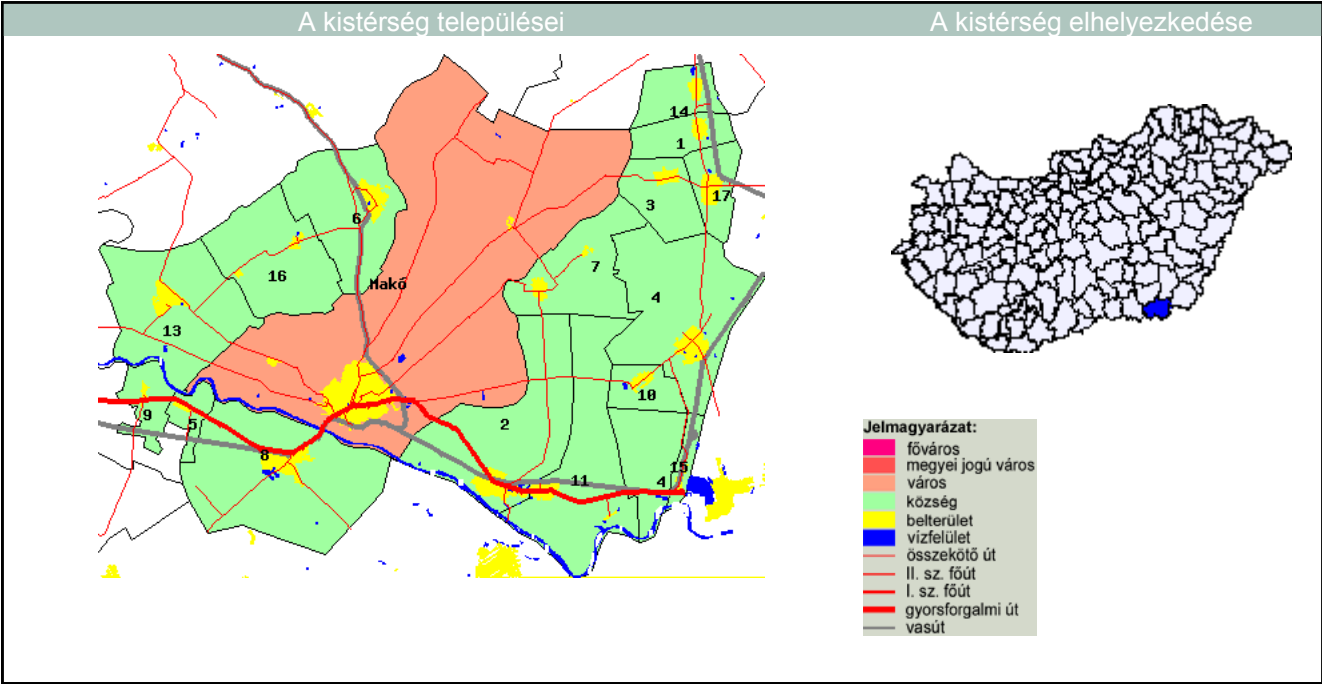 A kistérség települései
A kistérség elhelyezkedése
14
1
17
3
6
7
16
Makó
4
13
10
9
5
2
8
15
11
4
Jelmagyarázat:
főváros
megyei jogú város
város
község
belterület
vízfelület
összekötő út
II. sz. főút
I. sz. főút
gyorsforgalmi út
vasút